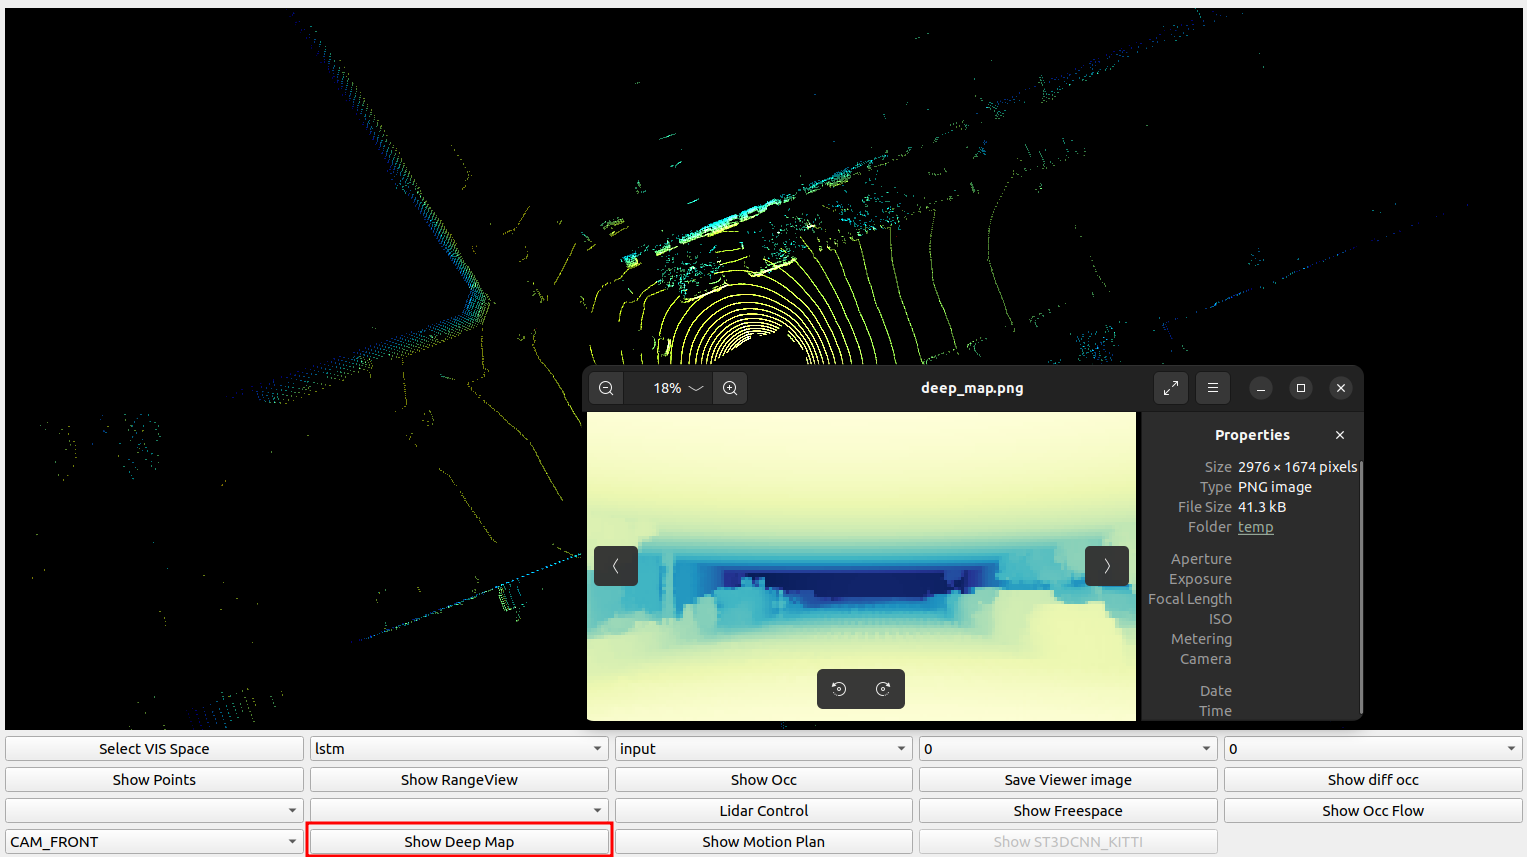 18%
deep_map.png
Properties
Size 2976 × 1674 pixels
Type PNG image
File Size 41.3 kB
Folder temp
Aperture
Exposure
Focal Length
ISO
Metering
Camera
Date
Time
Select VIS Space
lstm
input
0
0
Show Points
Show RangeView
Show Occ
Save Viewer image
Show diff occ
Lidar Control
Show Freespace
Show Occ Flow
CAM_FRONT
Show Deep Map
Show Motion Plan
Show ST3DCNN_KITTI